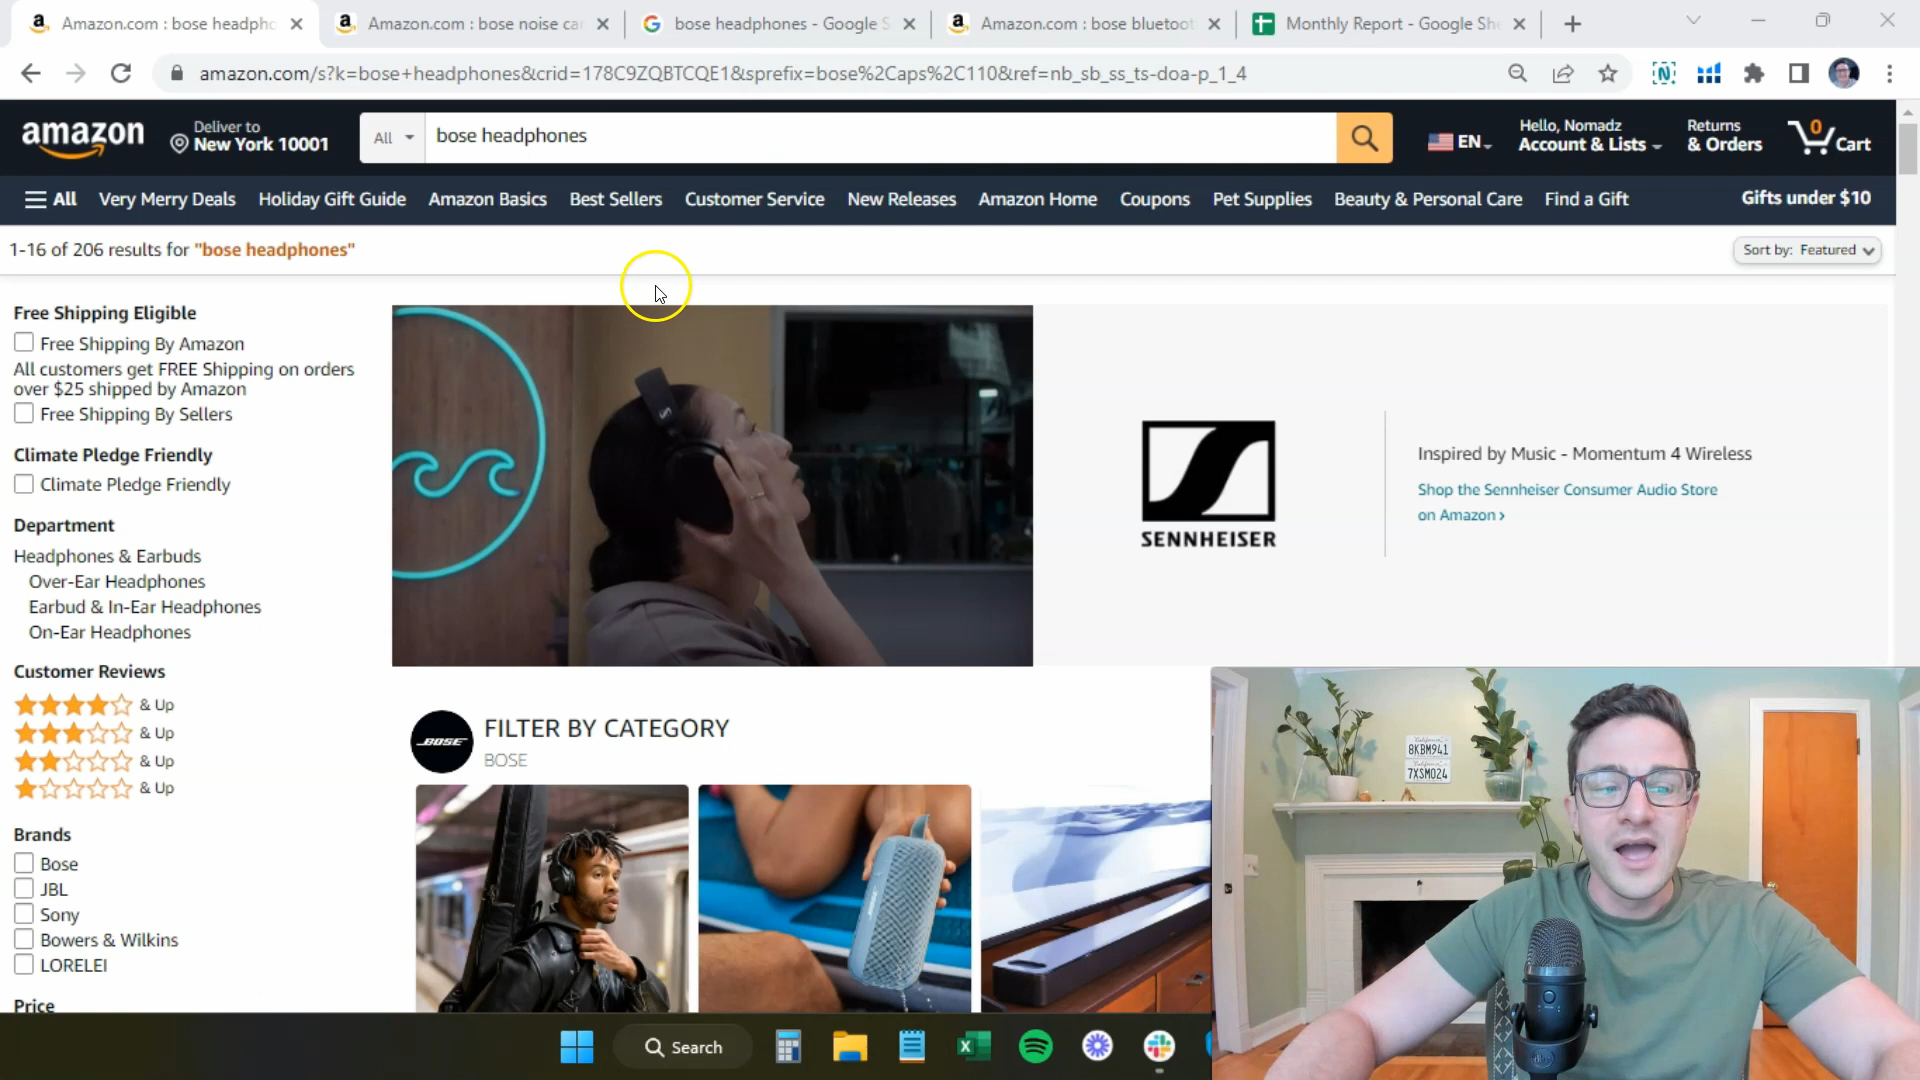 Amazon.com : bose headpho
Amazon.com : bose noise ca
bose headphones - Google S
Amazon.com : bose bluetoot
Monthly Report - Google She
amazon.com/s?k=bose+headphones&crid=178C9ZQBTCQE1&sprefix=bose%2Caps%2C110&ref=nb_sb_ss_ts-doa-p_1_4
amazon
Deliver to
New York 10001
All
bose headphones
EN
Hello, Nomadz
Account & Lists
Returns
& Orders
0
Cart
All
Very Merry Deals
Holiday Gift Guide
Amazon Basics
Best Sellers
Customer Service
New Releases
Amazon Home
Coupons
Pet Supplies
Beauty & Personal Care
Find a Gift
Gifts under $10
1-16 of 206 results for "bose headphones"
Sort by: Featured
Free Shipping Eligible
Free Shipping By Amazon
All customers get FREE Shipping on orders
over $25 shipped by Amazon
Free Shipping By Sellers
Climate Pledge Friendly
Climate Pledge Friendly
Department
Headphones & Earbuds
Over-Ear Headphones
Earbud & In-Ear Headphones
On-Ear Headphones
Customer Reviews
& Up
& Up
& Up
& Up
Brands
Bose
JBL
Sony
Bowers & Wilkins
LORELEI
Price
SENNHEISER
Inspired by Music - Momentum 4 Wireless
Shop the Sennheiser Consumer Audio Store
on Amazon ›
BOSE
FILTER BY CATEGORY
BOSE
California
8KBM941
7XSM024
Search